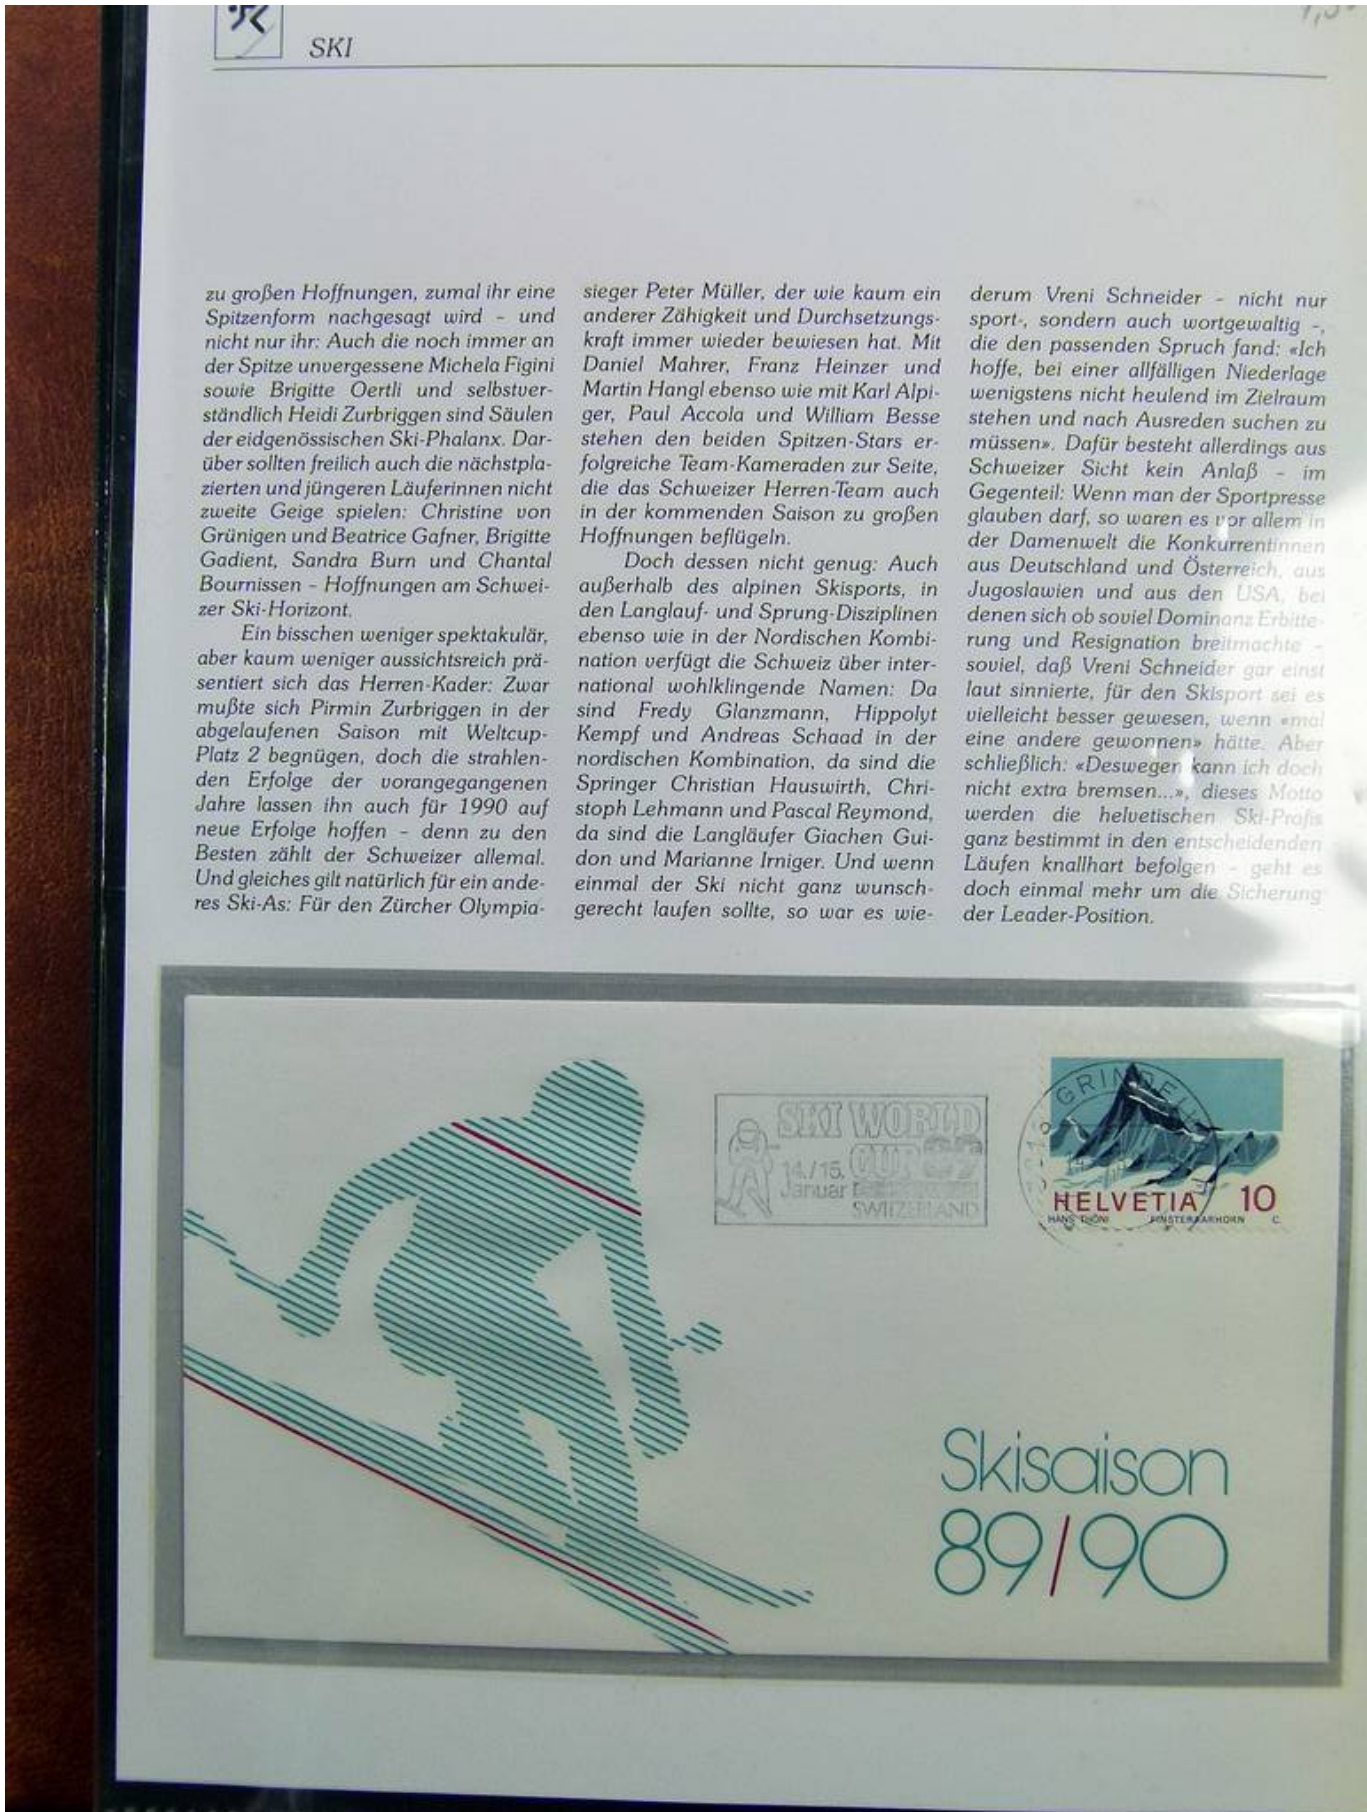 SKI
zu großen Hoffnungen, zumal ihr eine
Spitzenform nachgesagt wird – und
nicht nur ihr: Auch die noch immer an
der Spitze unvergessene Michela Figini
sowie Brigitte Oertli und selbstver-
ständlich Heidi Zurbriggen sind Säulen
der eidgenössischen Ski-Phalanx. Dar-
über sollten freilich auch die nächstpla-
zierten und jüngeren Läuferinnen nicht
zweite Geige spielen: Christine von
Grünigen und Beatrice Gafner, Brigitte
Gadient, Sandra Burn und Chantal
Bournissen – Hoffnungen am Schwei-
zer Ski-Horizont.
Ein bisschen weniger spektakulär,
aber kaum weniger aussichtsreich prä-
sentiert sich das Herren-Kader: Zwar
mußte sich Pirmin Zurbriggen in der
abgelaufenen Saison mit Weltcup-
Platz 2 begnügen, doch die strahlen-
den Erfolge der vorangegangenen
Jahre lassen ihn auch für 1990 auf
neue Erfolge hoffen – denn zu den
Besten zählt der Schweizer allemal.
Und gleiches gilt natürlich für ein ande-
res Ski-As: Für den Zürcher Olympia-
sieger Peter Müller, der wie kaum ein
anderer Zähigkeit und Durchsetzungs-
kraft immer wieder bewiesen hat. Mit
Daniel Mahrer, Franz Heinzer und
Martin Hangl ebenso wie mit Karl Alpi-
ger, Paul Accola und William Besse
stehen den beiden Spitzen-Stars er-
folgreiche Team-Kameraden zur Seite,
die das Schweizer Herren-Team auch
in der kommenden Saison zu großen
Hoffnungen beflügeln.
Doch dessen nicht genug: Auch
außerhalb des alpinen Skisports, in
den Langlauf- und Sprung-Disziplinen
ebenso wie in der Nordischen Kombi-
nation verfügt die Schweiz über inter-
national wohlklingende Namen: Da
sind Fredy Glanzmann, Hippolyt
Kempf und Andreas Schaad in der
nordischen Kombination, da sind die
Springer Christian Hauswirth, Chri-
stoph Lehmann und Pascal Reymond,
da sind die Langläufer Giachen Gui-
don und Marianne Irniger. Und wenn
einmal der Ski nicht ganz wunsch-
gerecht laufen sollte, so war es wie-
derum Vreni Schneider – nicht nur
sport-, sondern auch wortgewaltig –,
die den passenden Spruch fand: «Ich
hoffe, bei einer allfälligen Niederlage
wenigstens nicht heulend im Zielraum
stehen und nach Ausreden suchen zu
müssen». Dafür besteht allerdings aus
Schweizer Sicht kein Anlaß – im
Gegenteil: Wenn man der Sportpresse
glauben darf, so waren es vor allem in
der Damenwelt die Konkurrentinnen
aus Deutschland und Österreich, aus
Jugoslawien und aus den USA, bei
denen sich ob soviel Dominanz Erbitte-
rung und Resignation breitmachte –
soviel, daß Vreni Schneider gar einst
laut sinnierte, für den Skisport sei es
vielleicht besser gewesen, wenn «mal
eine andere gewonnen» hätte. Aber
schließlich: «Deswegen kann ich doch
nicht extra bremsen...», dieses Motto
werden die helvetischen Ski-Profis
ganz bestimmt in den entscheidenden
Läufen knallhart befolgen – geht es
doch einmal mehr um die Sicherung
der Leader-Position.
SKI WORLD
CUP
14./15.
Januar
SWITZERLAND
HELVETIA 10
HANS THÖNI FINSTERAARHORN C.
Skisaison
89/90